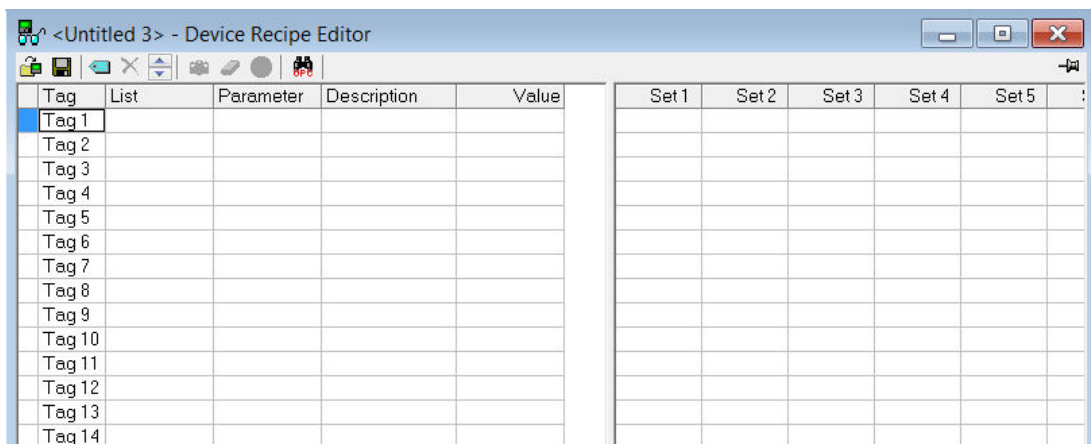 <Untitled 3> - Device Recipe Editor
OPC
Tag List Parameter Description Value Set 1 Set 2 Set 3 Set 4 Set 5
Tag 1
Tag 2
Tag 3
Tag 4
Tag 5
Tag 6
Tag 7
Tag 8
Tag 9
Tag 10
Tag 11
Tag 12
Tag 13
Tag 14